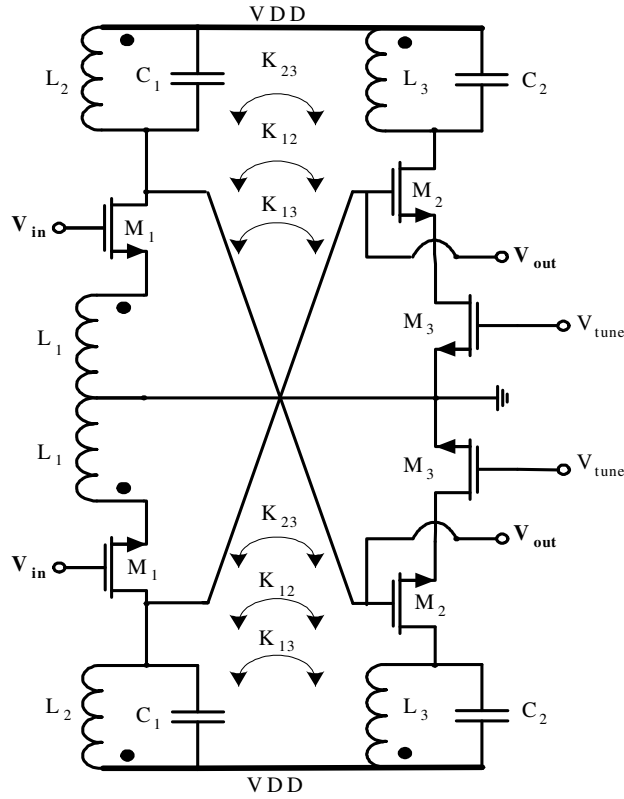 VDD
L2 C1 K23 L3 C2
K12
Vin M1 K13 M2
Vout
L1 M3 Vtune
L1 M3 Vtune
K23 Vout
Vin M1 K12 M2
K13
L2 C1 L3 C2
VDD